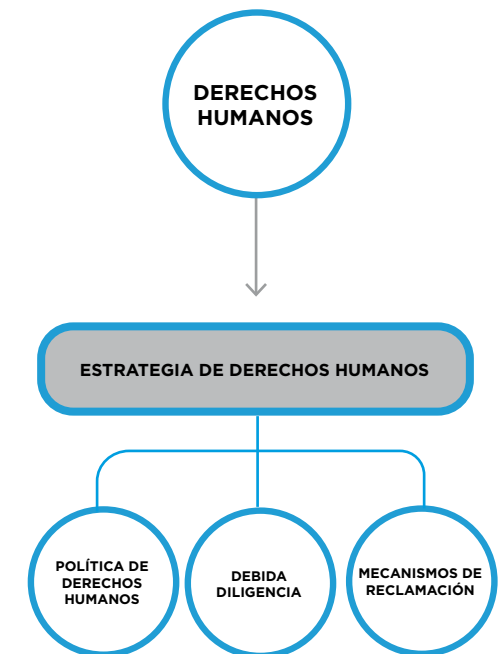 DERECHOS
HUMANOS
ESTRATEGIA DE DERECHOS HUMANOS
POLÍTICA DE
DERECHOS
HUMANOS
DEBIDA
DILIGENCIA
MECANISMOS DE
RECLAMACIÓN